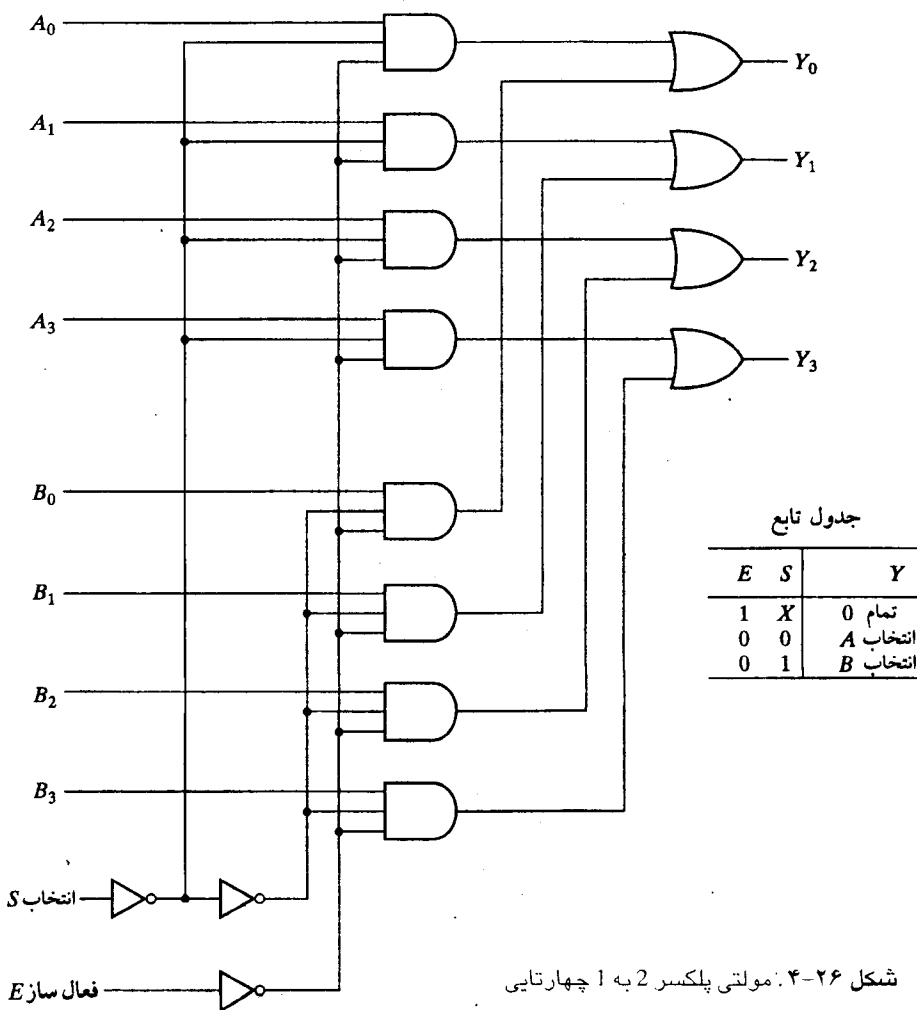 A0
Y0
A1
Y1
A2
Y2
A3
Y3
B0
جدول تابع
E S Y
1 X تمام 0
0 0 انتخاب A
0 1 انتخاب B
B1
B2
B3
انتخاب S
فعال ساز E
شکل ۲۶-۴: مولتی پلکسر 2 به 1 چهارتایی